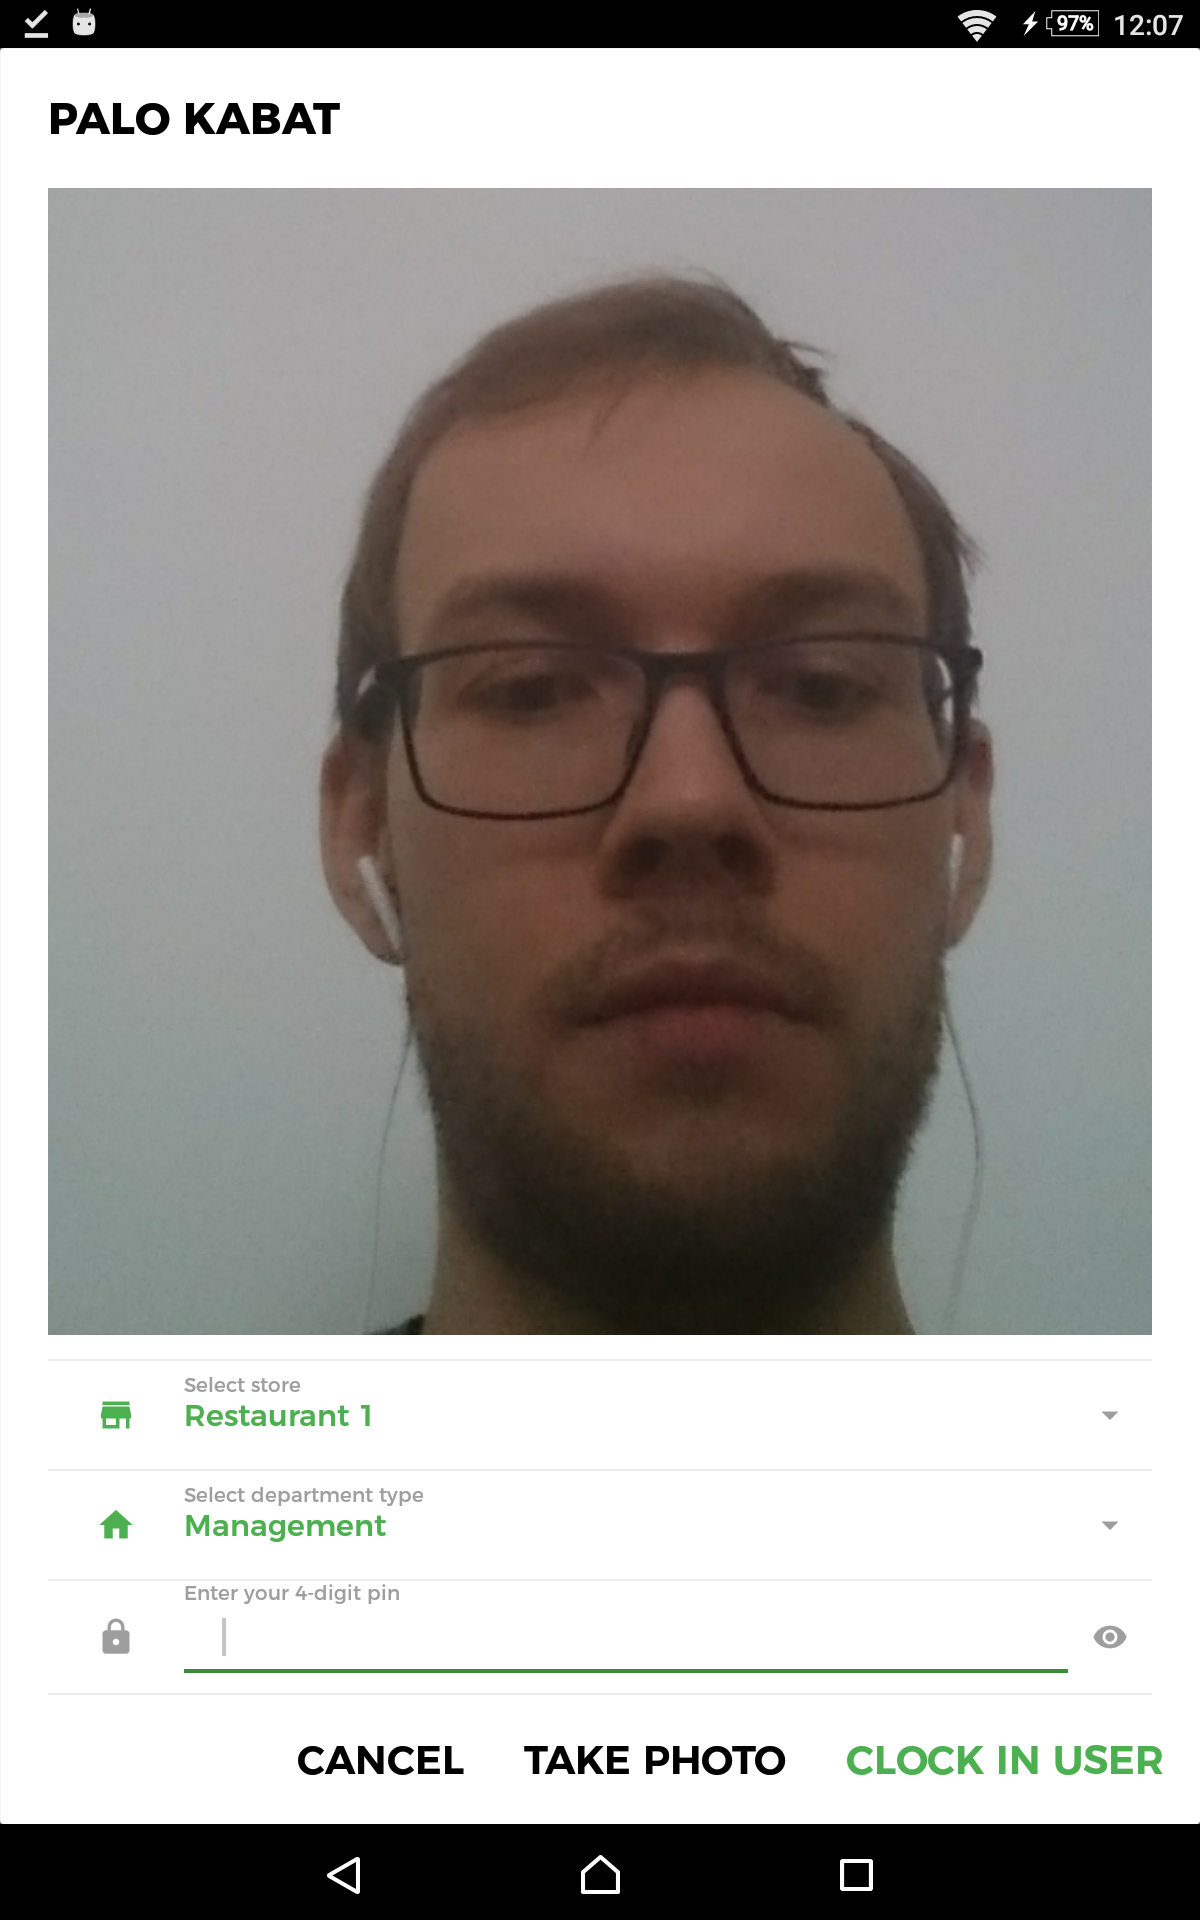 97% 12:07
PALO KABAT
Select store
Restaurant 1
Select department type
Management
Enter your 4-digit pin
CANCEL TAKE PHOTO CLOCK IN USER